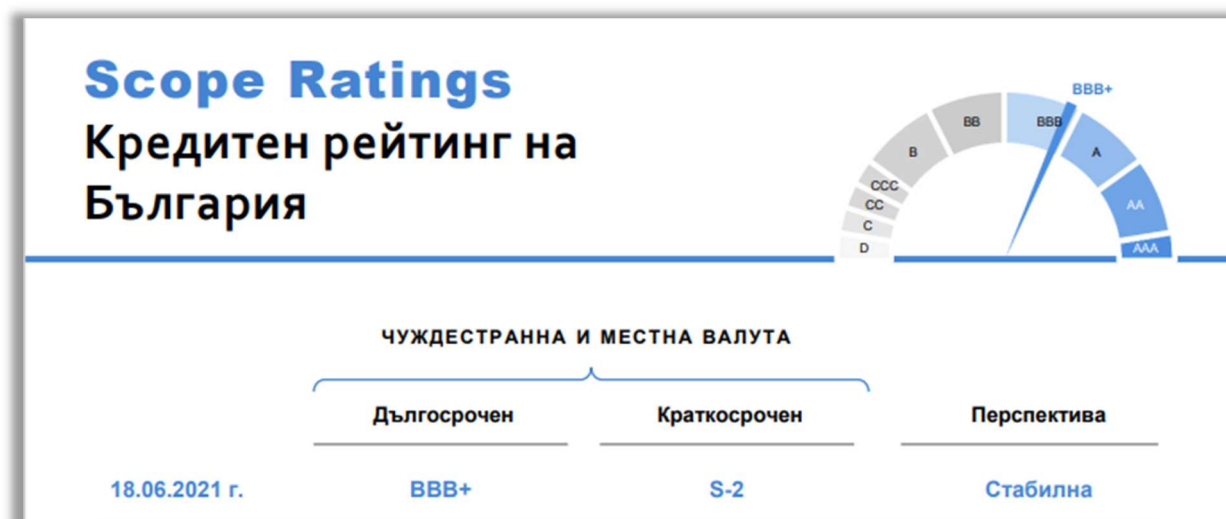 Scope Ratings
Кредитен рейтинг на
България
BBB+
D
C
CC
CCC
B
BB
BBB
A
AA
AAA
ЧУЖДЕСТРАННА И МЕСТНА ВАЛУТА
Дългосрочен Краткосрочен Перспектива
18.06.2021 г. BBB+ S-2 Стабилна